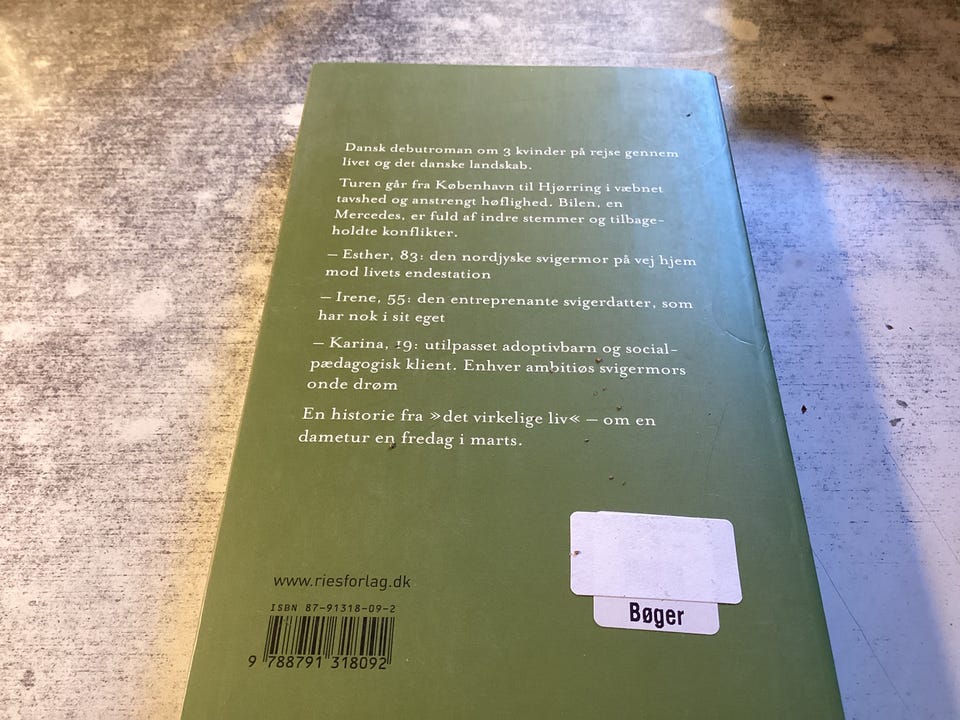 Dansk debutroman om 3 kvinder på rejse gennem
livet og det danske landskab.
Turen går fra København til Hjørring i væbnet
tavshed og anstrengt høflighed. Bilen, en
Mercedes, er fuld af indre stemmer og tilbage-
holdte konflikter.
– Esther, 83: den nordjyske svigermor på vej hjem
mod livets endestation
– Irene, 55: den entreprenante svigerdatter, som
har nok i sit eget
– Karina, 19: utilpasset adoptivbarn og social-
pædagogisk klient. Enhver ambitiøs svigermors
onde drøm
En historie fra »det virkelige liv« – om en
dametur en fredag i marts.
www.riesforlag.dk
ISBN 87-91318-09-2
9 788791 318092
Bøger